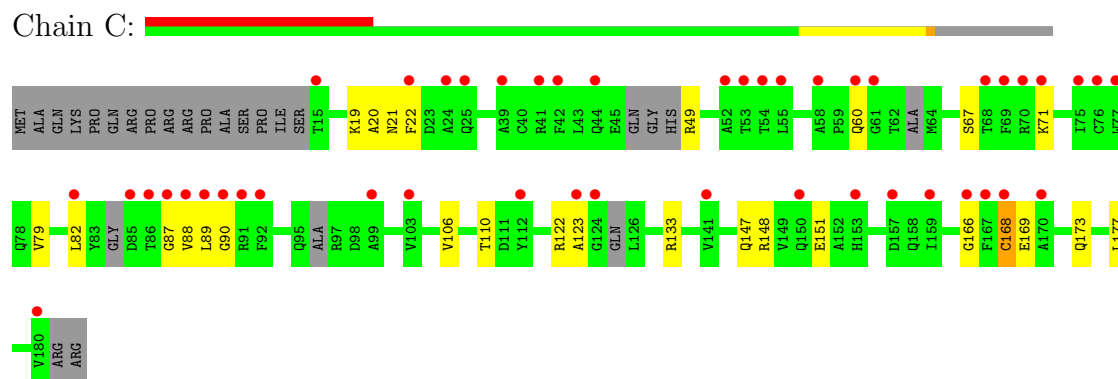 Chain C:
MET ALA GLN LYS PRO PRO GLN ARG PRO ARG ARG PRO ALA SER PRO ILE SER T15 K19 A20 N21 F22 D23 A24 Q25 A39 C40 R41 F42 L43 Q44 E45 GLN GLY HIS R49 A52 T53 T54 L55 A58 P59 Q60 G61 T62 ALA M64 S67 T68 F69 R70 K71 I75 C76
Q78 V79 L82 Y83 GLY D85 T86 G87 V88 L89 G90 R91 F92 Q95 ALA R97 D98 A99 V103 V106 T110 D111 Y112 R122 A123 G124 GLN L126 R133 V141 Q147 R148 V149 Q150 E151 A152 H153 D157 Q158 I159 G166 F167 C168 E169 A170 Q173 L177
V180 ARG ARG